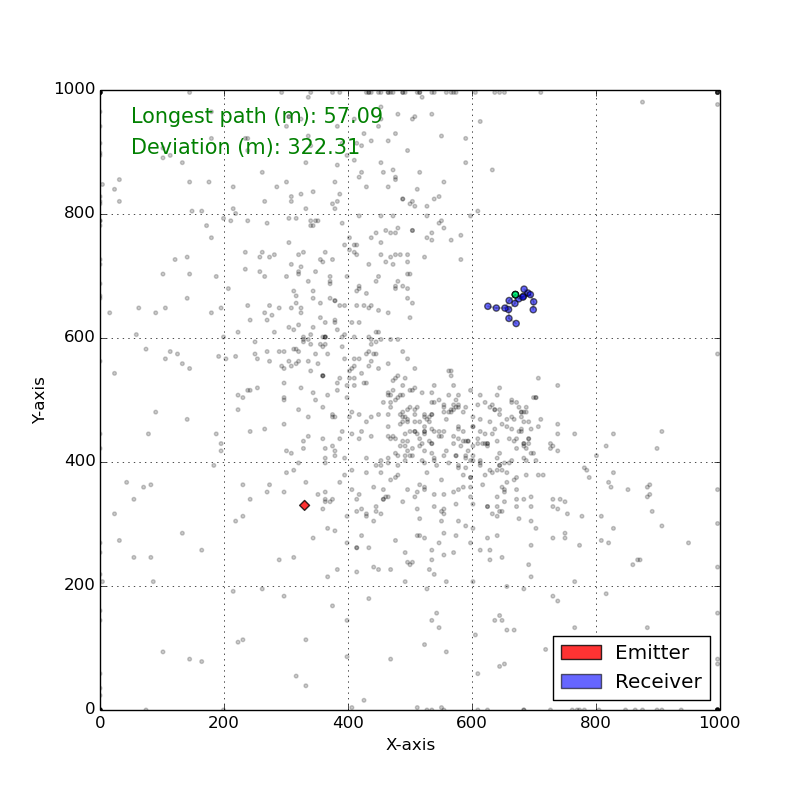 Longest path (m): 57.09
Deviation (m): 322.31
1000
800
600
400
200
0
Y-axis
0 200 400 600 800 1000
X-axis
Emitter
Receiver